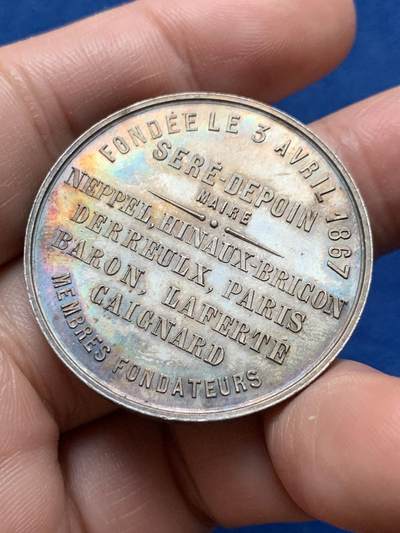 FONDÉE LE 3 AVRIL 1867
SERÉ-DEPOIN
MAIRE
NEPPEL, HINAUX-BRIGON
DERREULX, PARIS
BARON, LAFERTÉ
CAIGNARD
MEMBRES FONDATEURS